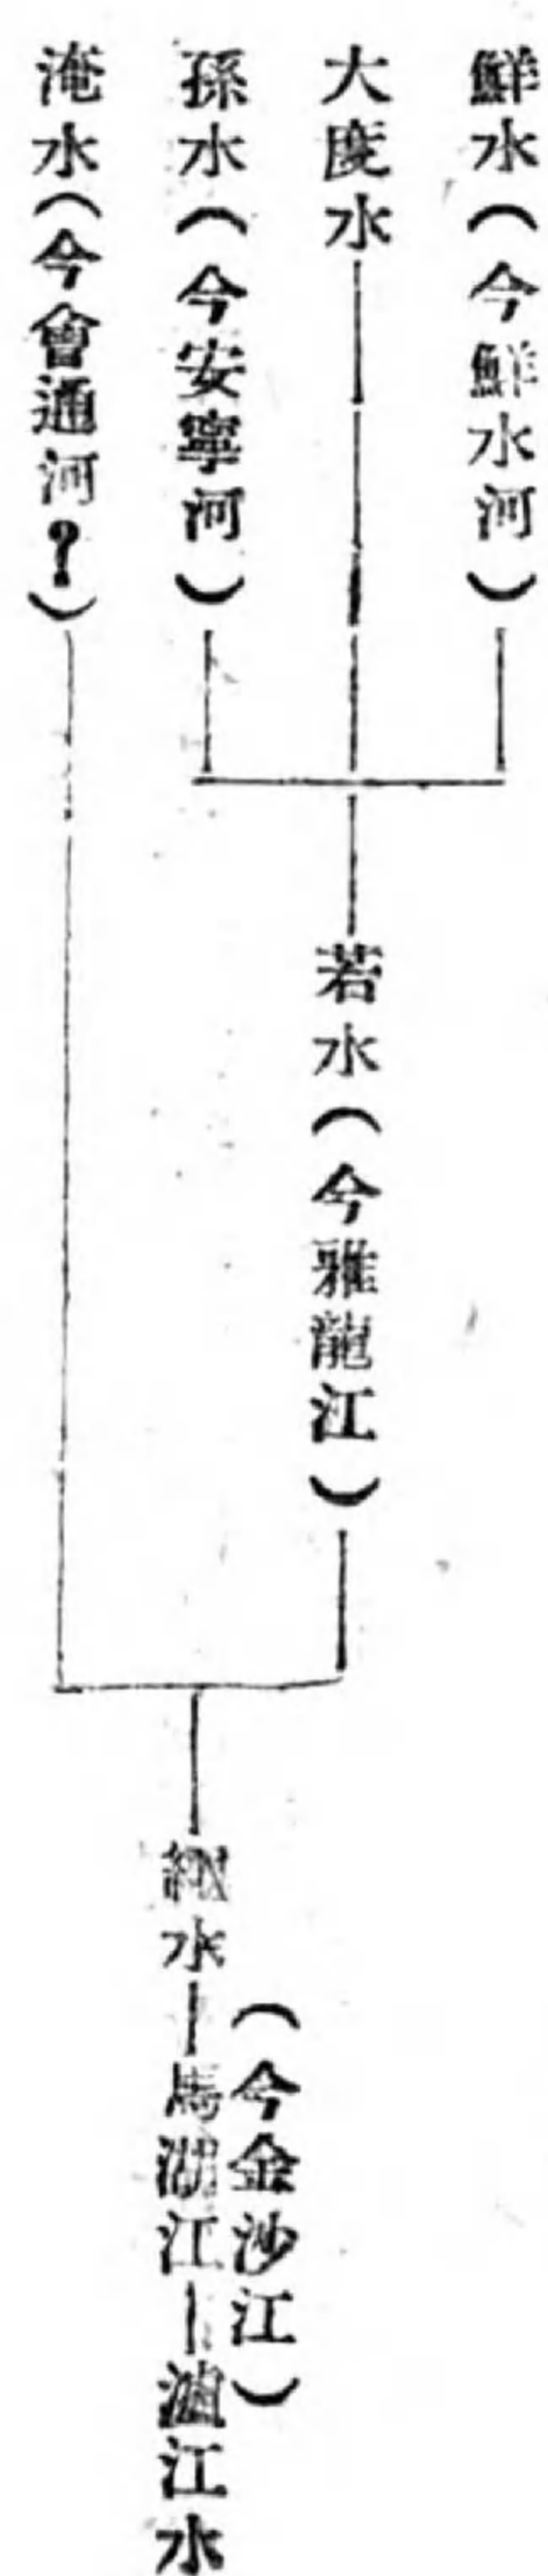 鮮水(今鮮水河)
大度水
孫水(今安寧河)
淹水(今會通河?)
若水(今雅龍江)
繩水—馬湖江—瀘江水
(今金沙江)